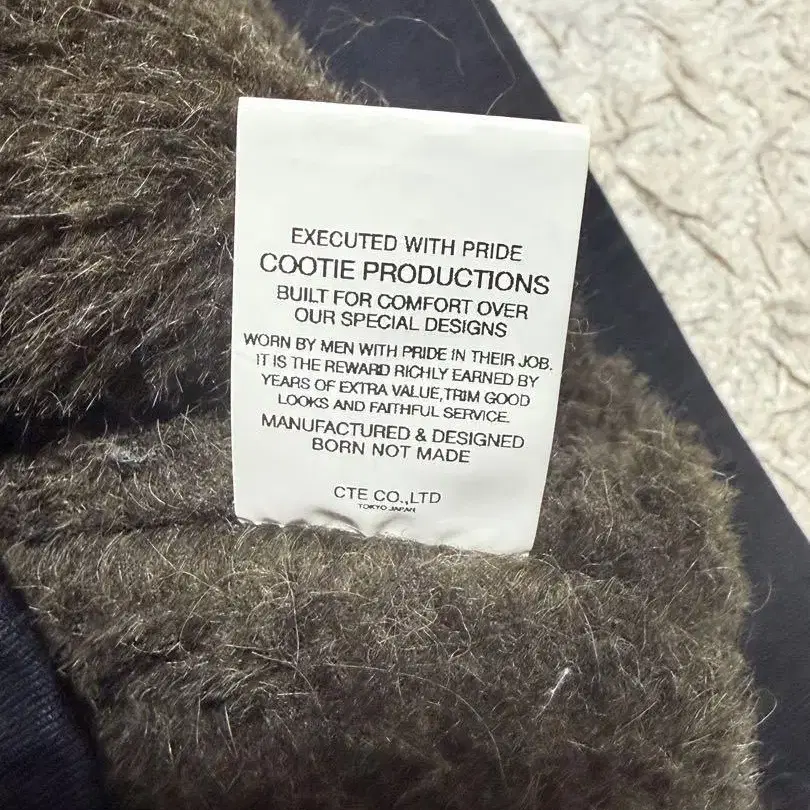 EXECUTED WITH PRIDE
COOTIE PRODUCTIONS
BUILT FOR COMFORT OVER
OUR SPECIAL DESIGNS
WORN BY MEN WITH PRIDE IN THEIR JOB.
IT IS THE REWARD RICHLY EARNED BY
YEARS OF EXTRA VALUE,TRIM GOOD
LOOKS AND FAITHFUL SERVICE.
MANUFACTURED & DESIGNED
BORN NOT MADE
CTE CO.,LTD
TOKYO JAPAN